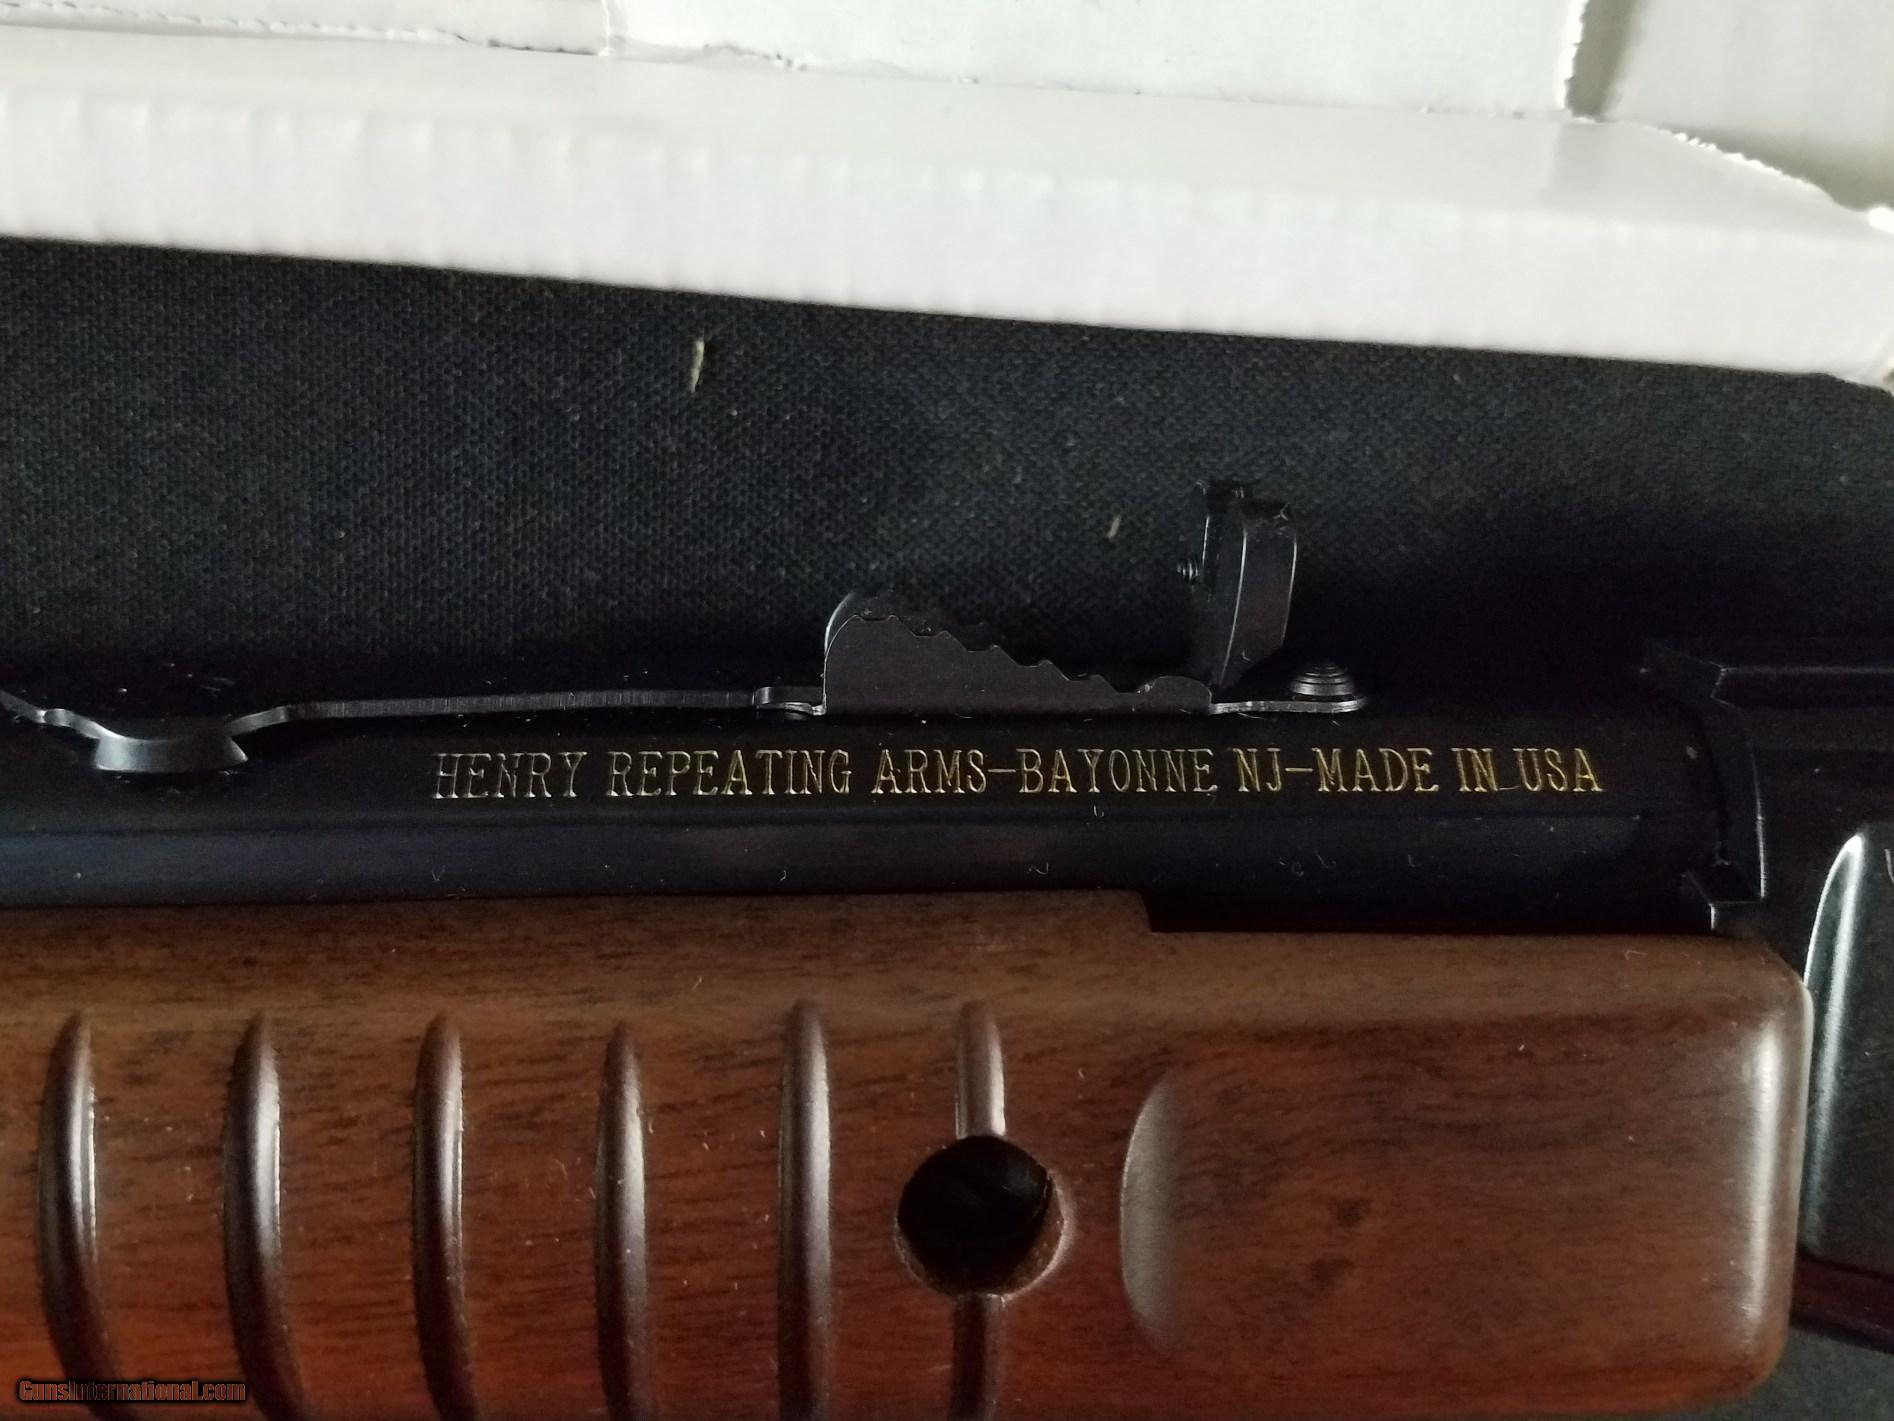 HENRY REPEATING ARMS-BAYONNE NJ-MADE IN USA
GunsInternational.com